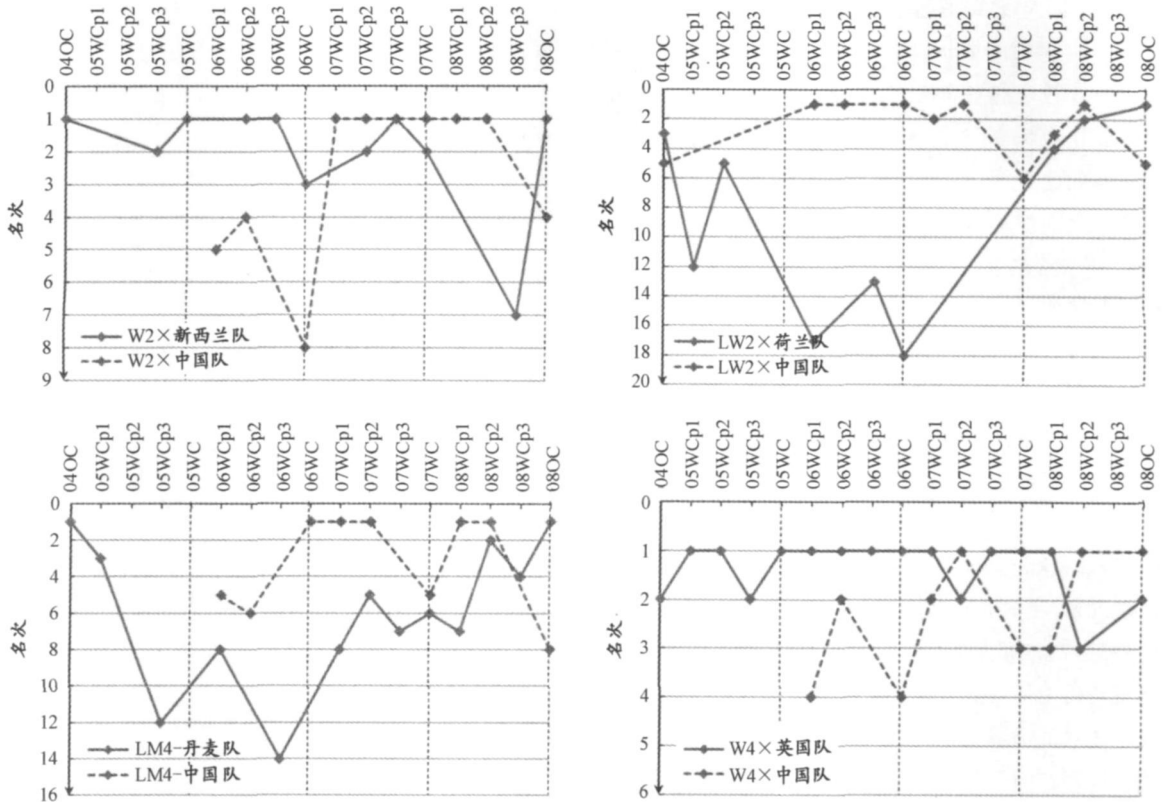 04OC
05WCp1
05WCp2
05WCp3
05WC
06WCp1
06WCp2
06WCp3
06WC
07WCp1
07WCp2
07WCp3
07WC
08WCp1
08WCp2
08WCp3
08OC
0
1
2
3
4
5
6
7
8
9
名次
W2×新西兰队
W2×中国队
04OC
05WCp1
05WCp2
05WCp3
05WC
06WCp1
06WCp2
06WCp3
06WC
07WCp1
07WCp2
07WCp3
07WC
08WCp1
08WCp2
08WCp3
08OC
0
2
4
6
8
10
12
14
16
18
20
名次
LW2×荷兰队
LW2×中国队
04OC
05WCp1
05WCp2
05WCp3
05WC
06WCp1
06WCp2
06WCp3
06WC
07WCp1
07WCp2
07WCp3
07WC
08WCp1
08WCp2
08WCp3
08OC
0
2
4
6
8
10
12
14
16
名次
LM4-丹麦队
LM4-中国队
04OC
05WCp1
05WCp2
05WCp3
05WC
06WCp1
06WCp2
06WCp3
06WC
07WCp1
07WCp2
07WCp3
07WC
08WCp1
08WCp2
08WCp3
08OC
0
1
2
3
4
5
6
名次
W4×英国队
W4×中国队